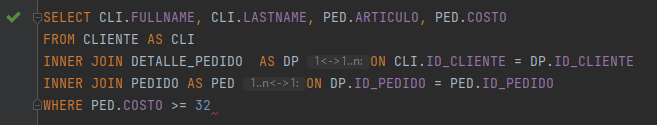 SELECT CLI.FULLNAME, CLI.LASTNAME, PED.ARTICULO, PED.COSTO
FROM CLIENTE AS CLI
INNER JOIN DETALLE_PEDIDO  AS DP 1<->1..n: ON CLI.ID_CLIENTE = DP.ID_CLIENTE
INNER JOIN PEDIDO AS PED 1..n<->1: ON DP.ID_PEDIDO = PED.ID_PEDIDO
WHERE PED.COSTO >= 32